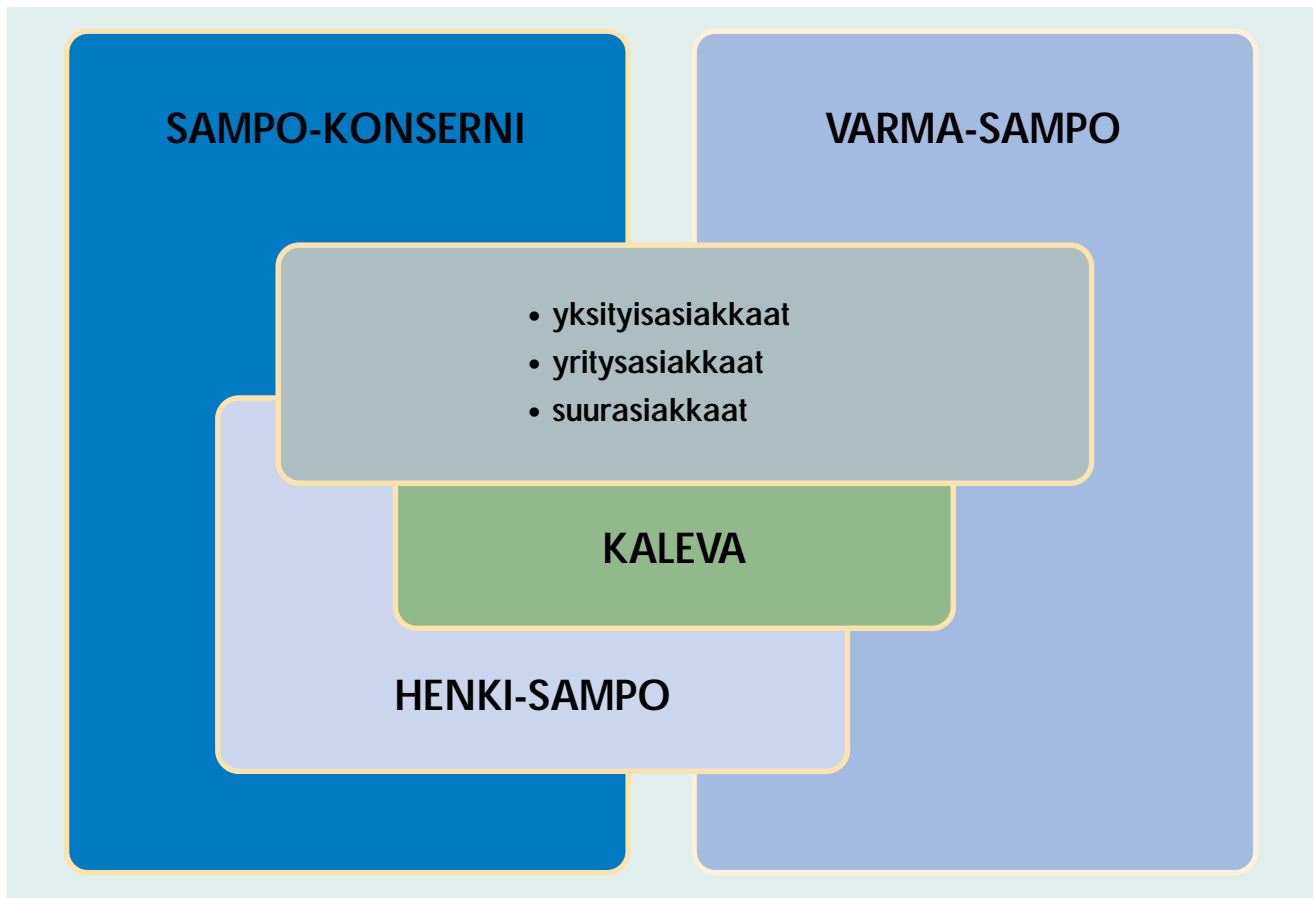 SAMPO-KONSERNI
VARMA-SAMPO
• yksityisasiakkaat
• yritysasiakkaat
• suurasiakkaat
KALEVA
HENKI-SAMPO